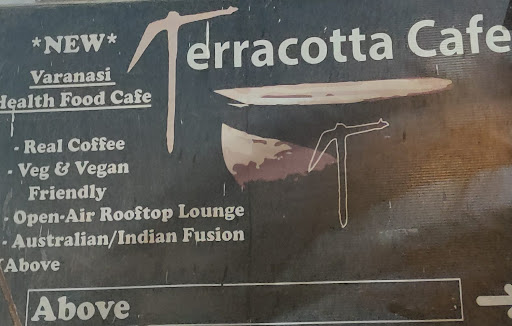 *NEW*
Terracotta Cafe
Varanasi
Health Food Cafe
- Real Coffee
- Veg & Vegan
Friendly
- Open-Air Rooftop Lounge
- Australian/Indian Fusion
Above
Above